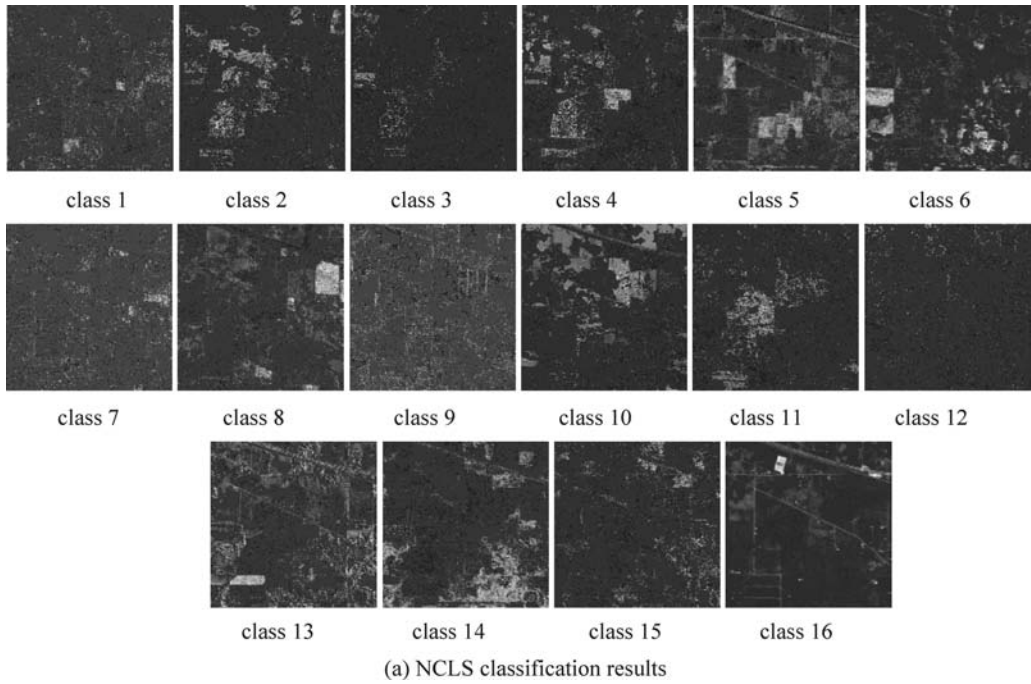 class 1 class 2 class 3 class 4 class 5 class 6
class 7 class 8 class 9 class 10 class 11 class 12
class 13 class 14 class 15 class 16
(a) NCLS classification results